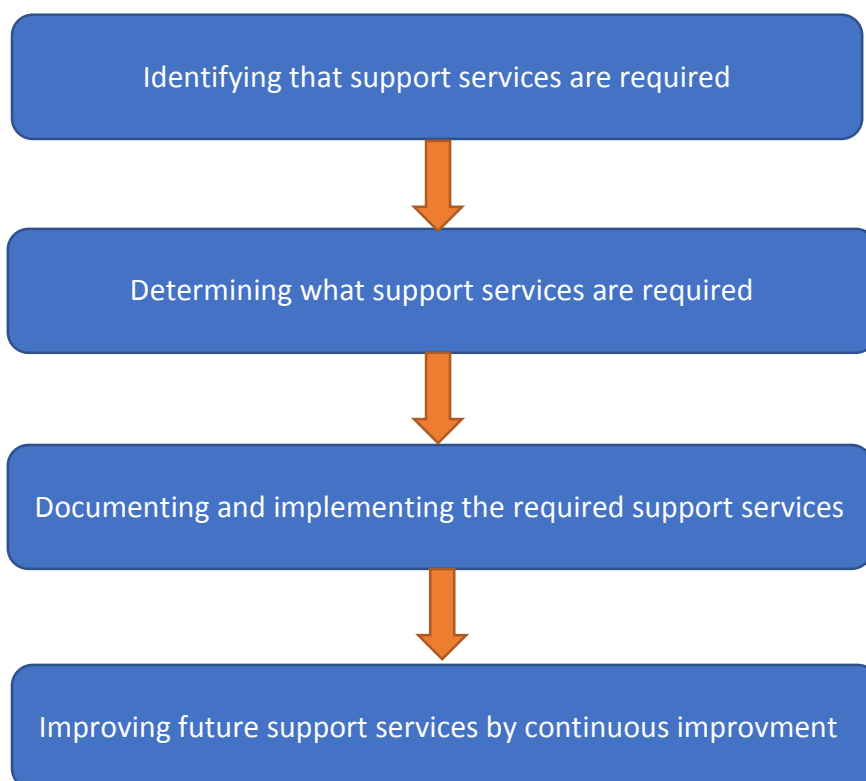 Identifying that support services are required
Determining what support services are required
Documenting and implementing the required support services
Improving future support services by continuous improvment